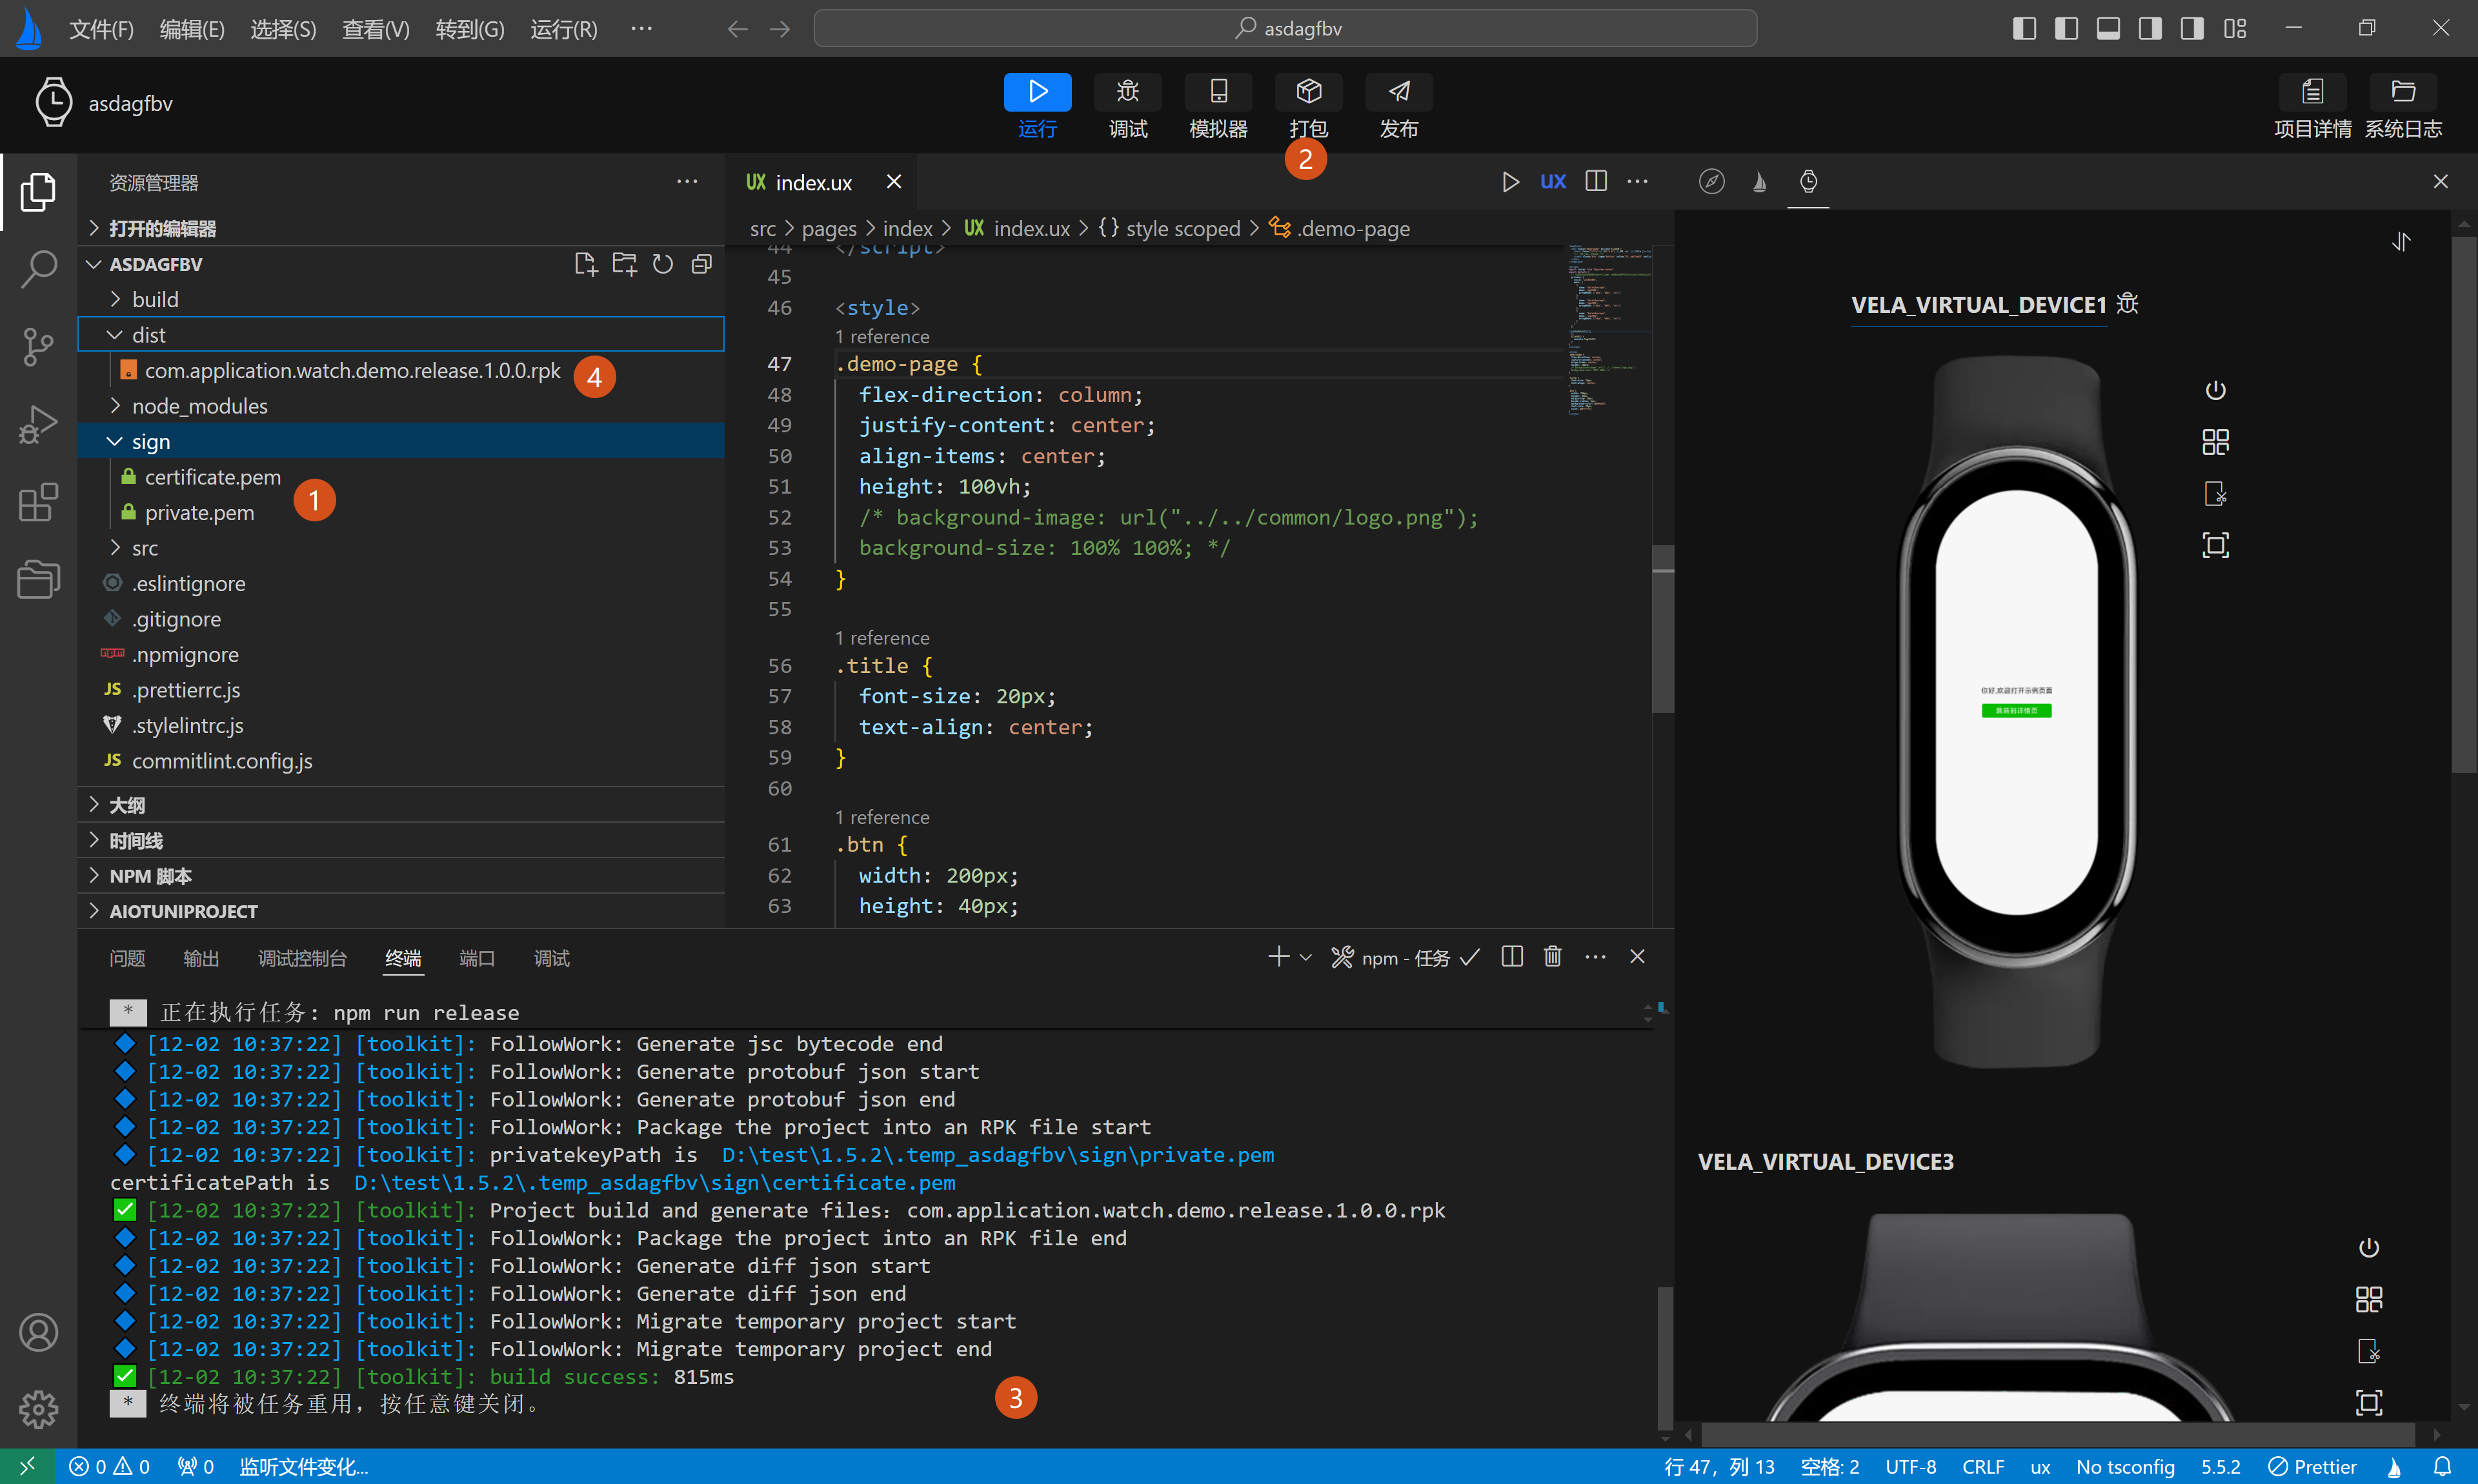 文件(F) 编辑(E) 选择(S) 查看(V) 转到(G) 运行(R) ··· asdagfbv
asdagfbv
运行 调试 模拟器 打包 发布 项目详情 系统日志
2
资源管理器
打开的编辑器
ASDAGFBV
build
dist
com.application.watch.demo.release.1.0.0.rpk 4
node_modules
sign
certificate.pem
1
private.pem
src
.eslintignore
.gitignore
.npmignore
JS .prettierrc.js
.stylelintrc.js
JS commitlint.config.js
大纲
时间线
NPM 脚本
AIOTUNIPROJECT
UX index.ux
UX
src > pages > index > UX index.ux > {} style scoped > .demo-page
44 </script>
45
46 <style>
1 reference
47 .demo-page {
48 flex-direction: column;
49 justify-content: center;
50 align-items: center;
51 height: 100vh;
52 /* background-image: url("../../common/logo.png");
53 background-size: 100% 100%; */
54 }
55
1 reference
56 .title {
57 font-size: 20px;
58 text-align: center;
59 }
60
1 reference
61 .btn {
62 width: 200px;
63 height: 40px;
VELA_VIRTUAL_DEVICE1
你好,欢迎打开示例页面
跳转到详情页
VELA_VIRTUAL_DEVICE3
问题 输出 调试控制台 终端 端口 调试 npm - 任务
* 正在执行任务: npm run release
[12-02 10:37:22] [toolkit]: FollowWork: Generate jsc bytecode end
[12-02 10:37:22] [toolkit]: FollowWork: Generate protobuf json start
[12-02 10:37:22] [toolkit]: FollowWork: Generate protobuf json end
[12-02 10:37:22] [toolkit]: FollowWork: Package the project into an RPK file start
[12-02 10:37:22] [toolkit]: privatekeyPath is D:\test\1.5.2\.temp_asdagfbv\sign\private.pem
certificatePath is D:\test\1.5.2\.temp_asdagfbv\sign\certificate.pem
[12-02 10:37:22] [toolkit]: Project build and generate files: com.application.watch.demo.release.1.0.0.rpk
[12-02 10:37:22] [toolkit]: FollowWork: Package the project into an RPK file end
[12-02 10:37:22] [toolkit]: FollowWork: Generate diff json start
[12-02 10:37:22] [toolkit]: FollowWork: Generate diff json end
[12-02 10:37:22] [toolkit]: FollowWork: Migrate temporary project start
[12-02 10:37:22] [toolkit]: FollowWork: Migrate temporary project end
[12-02 10:37:22] [toolkit]: build success: 815ms
* 终端将被任务重用，按任意键关闭。
3
0 0 0 监听文件变化... 行 47，列 13 空格: 2 UTF-8 CRLF ux No tsconfig 5.5.2 Prettier